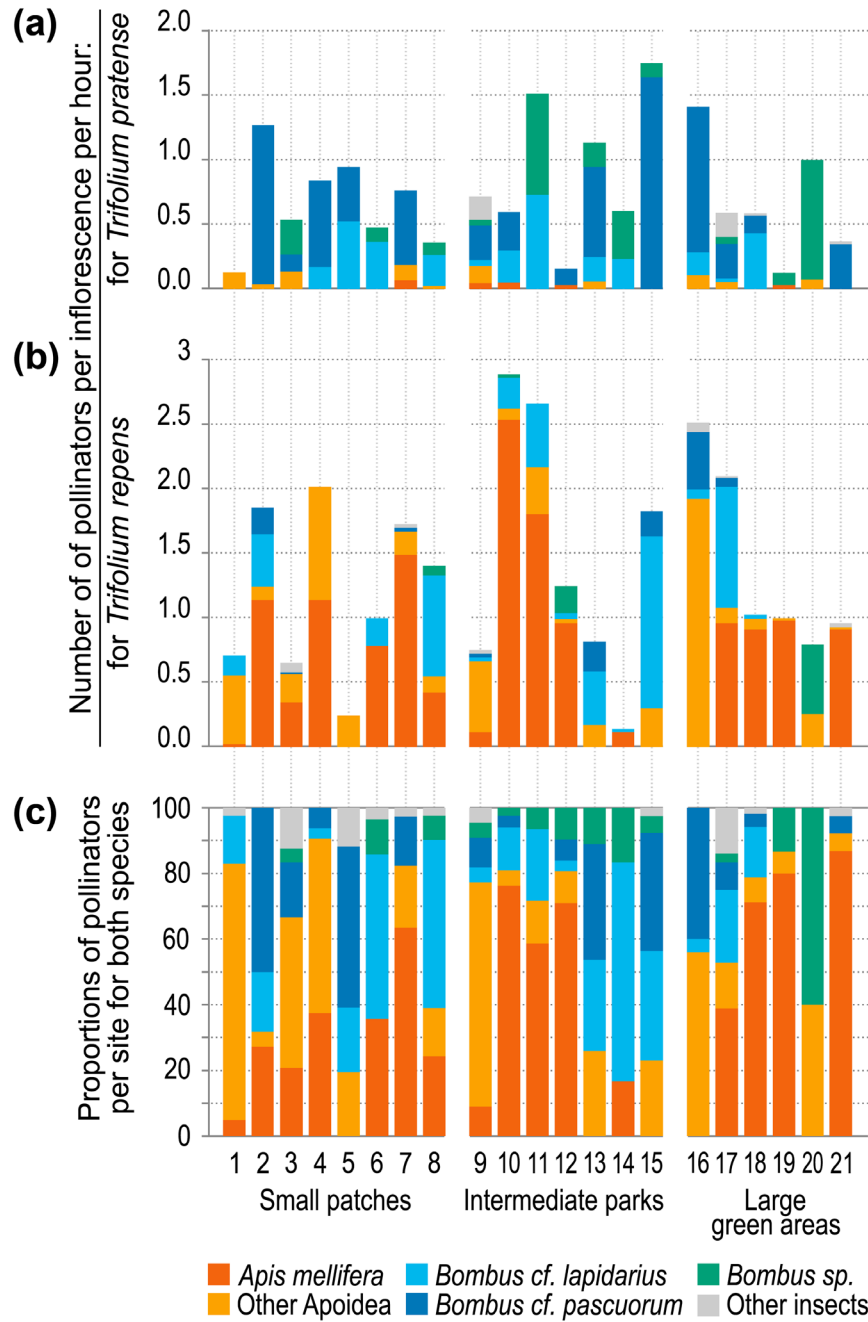 (a)
Number of of pollinators per inflorescence per hour:
for Trifolium pratense
2.0
1.5
1.0
0.5
0.0
(b)
for Trifolium repens
3
2.5
2.0
1.5
1.0
0.5
0.0
(c)
Proportions of pollinators
per site for both species
100
80
60
40
20
0
1 2 3 4 5 6 7 8 9 10 11 12 13 14 15 16 17 18 19 20 21
Small patches Intermediate parks Large
green areas
Apis mellifera Bombus cf. lapidarius Bombus sp.
Other Apoidea Bombus cf. pascuorum Other insects